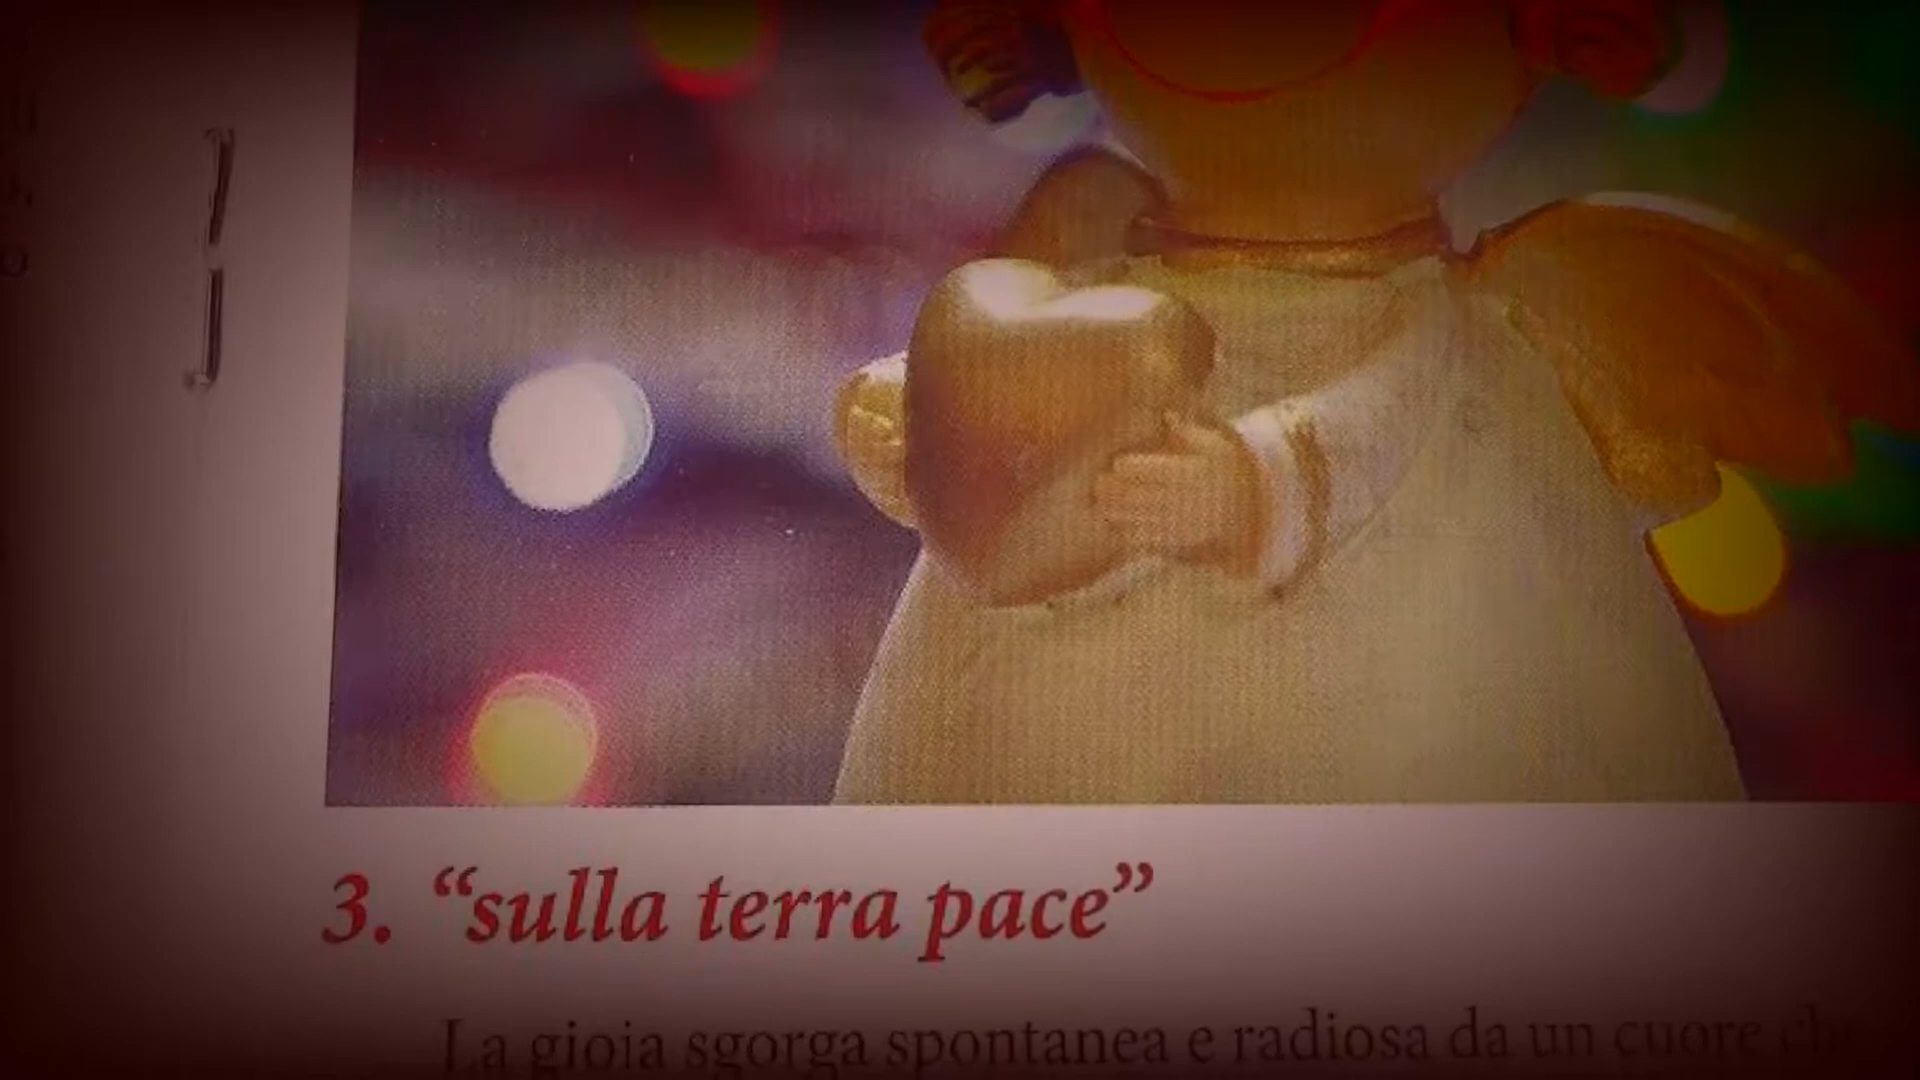 3. “sulla terra pace”
La gioia sgorga spontanea e radiosa da un cuore